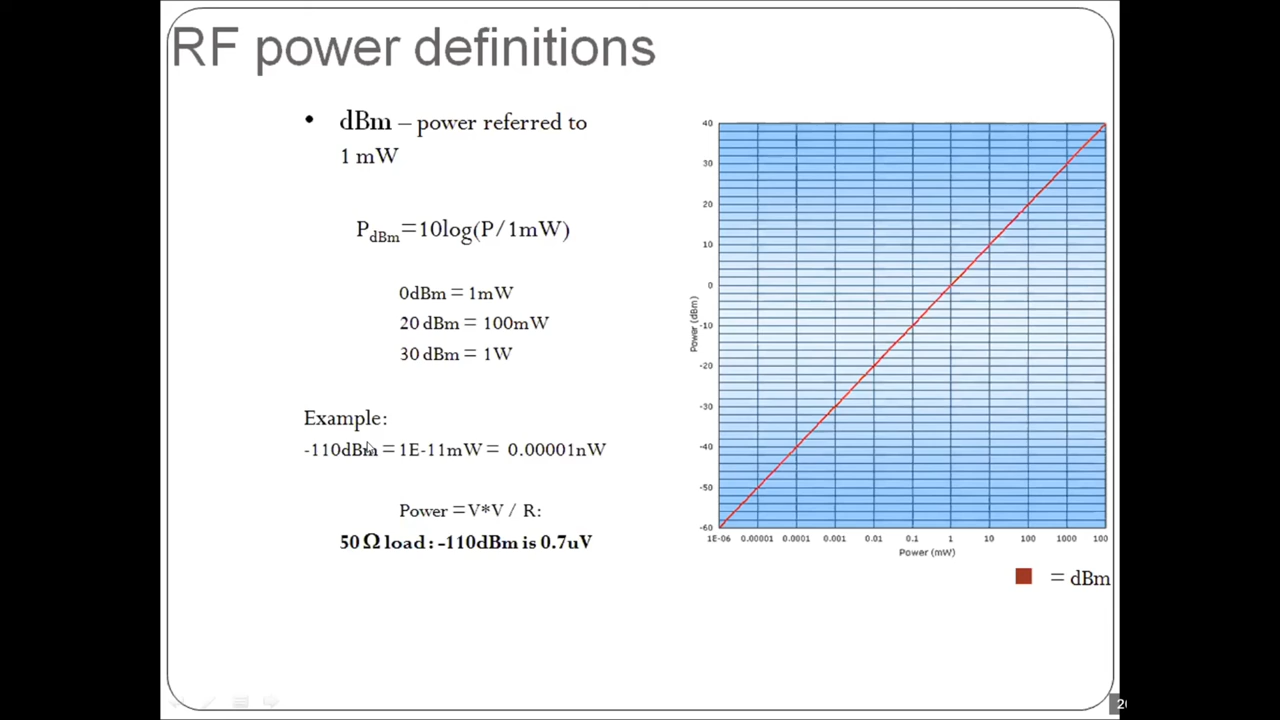 RF power definitions
• dBm – power referred to
1 mW
PdBm=10log(P/1mW)
0dBm = 1mW
20 dBm = 100mW
30 dBm = 1W
Example:
-110dBm = 1E-11mW = 0.00001nW
Power =V*V / R:
50 Ω load : -110dBm is 0.7uV
40
30
20
10
0
-10
-20
-30
-40
-50
-60
Power (dBm)
1E-06 0.00001 0.0001 0.001 0.01 0.1 1 10 100 1000 100
Power (mW)
= dBm